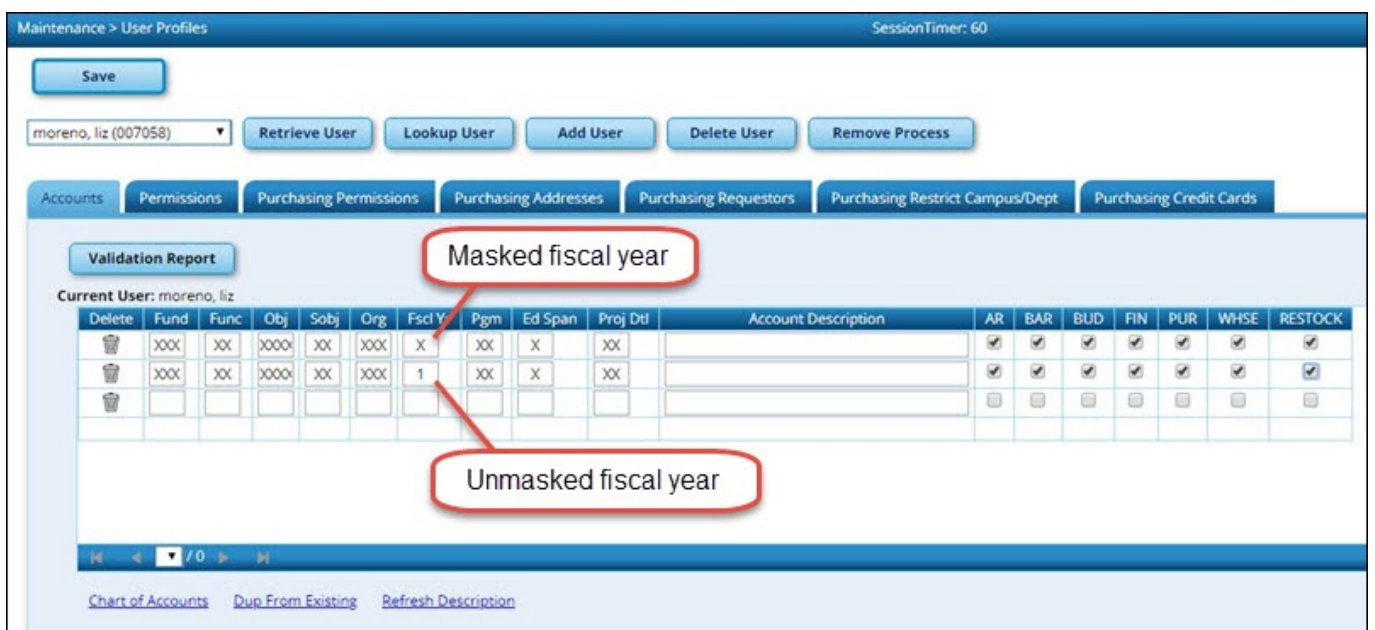 Maintenance > User Profiles SessionTimer: 60
Save
moreno, liz (007058) Retrieve User Lookup User Add User Delete User Remove Process
Accounts Permissions Purchasing Permissions Purchasing Addresses Purchasing Requestors Purchasing Restrict Campus/Dept Purchasing Credit Cards
Validation Report
Masked fiscal year
Current User: moreno, liz
Delete Fund Func Obj Sobj Org Fscl Y Pgm Ed Span Proj Dtl Account Description AR BAR BUD FIN PUR WHSE RESTOCK
XXX XX XXXX XX XXX X XX X XX
XXX XX XXXX XX XXX 1 XX X XX
Unmasked fiscal year
/ 0
Chart of Accounts Dup From Existing Refresh Description